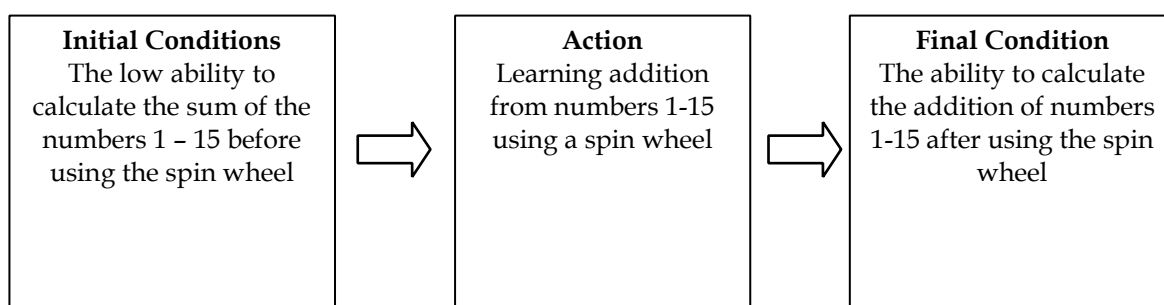 Initial Conditions
The low ability to
calculate the sum of the
numbers 1 – 15 before
using the spin wheel
Action
Learning addition
from numbers 1-15
using a spin wheel
Final Condition
The ability to calculate
the addition of numbers
1-15 after using the spin
wheel